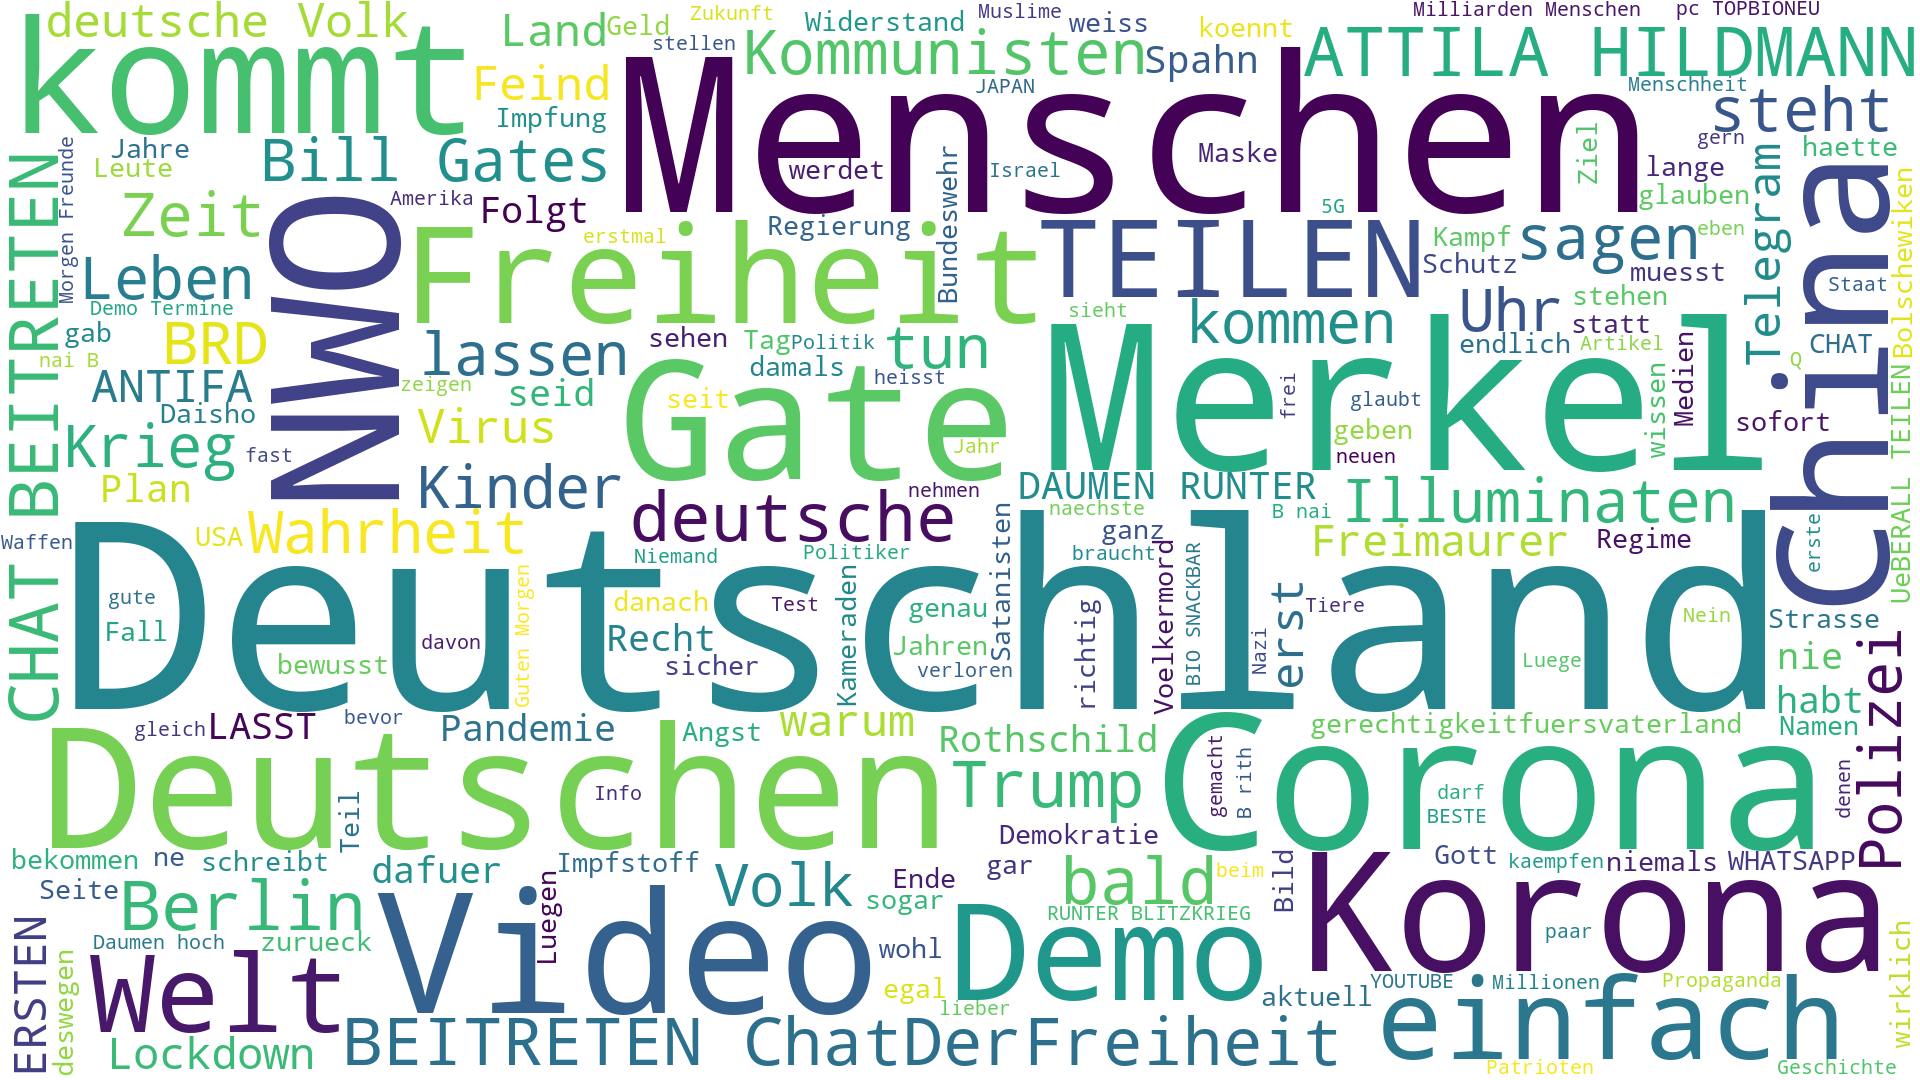 deutsche Volk
kommt
Land
Geld
Zukunft
stellen
Widerstand
Muslime
weiss
koennt
Milliarden Menschen
pc TOPBIONEU
Kommunisten
Spahn
ATTILA HILDMANN
Feind
Impfung
JAPAN
Menschheit
steht
Menschen
Jahre
Leute
Bill Gates
Morgen Freunde
werdet
Bundeswehr
Israel
Maske
Ziel
gern
lange
glauben
haette
Telegram
CHAT BEITRETEN
Zeit
Amerika
Folgt
NWO
Freiheit
erstmal
Regierung
5G
TEILEN
Kampf
Schutz
sagen
eben
muesst
China
Bolschewiken
Leben
Demo Termine
gab
nai B
BRD
lassen
sehen
Tag
Politik
damals
tun
sieht
kommen
Uhr
stehen
statt
endlich
Artikel
Staat
CHAT
Q
ANTIFA
Daisho
zeigen
seid
seit
heisst
Gate
Merkel
frei
glaubt
wissen
Medien
sofort
UeBERALL TEILEN
Krieg
fast
Virus
Jahr
geben
neuen
Plan
Kinder
deutsche
nehmen
DAUMEN RUNTER
naechste
B nai
Illuminaten
Waffen
USA
Wahrheit
Niemand
Politiker
Satanisten
ganz
braucht
Freimaurer
Regime
erste
Deutschland
gute
Fall
bewusst
davon
Guten Morgen
danach
Recht
sicher
Test
Kameraden
genau
Jahren
verloren
richtig
Voelkermord
BIO SNACKBAR
Nazi
erst
Tiere
Luege
Nein
Strasse
nie
habt
Namen
Polizei
gleich
LASST
bevor
Pandemie
Angst
warum
Rothschild
gerechtigkeitfuersvaterland
Deutschen
Teil
Info
Trump
Demokratie
gemacht
B rith
Corona
darf
BESTE
denen
bekommen
ne
schreibt
dafuer
Impfstoff
Volk
Ende
sogar
gar
bald
beim
Bild
Gott
kaempfen
niemals
WHATSAPP
Seite
Berlin
Video
Luegen
RUNTER BLITZKRIEG
Korona
paar
ERSTEN
deswegen
Daumen hoch
zurueck
Welt
wohl
egal
Demo
lieber
aktuell
YOUTUBE
Millionen
Propaganda
wirklich
Lockdown
BEITRETEN ChatDerFreiheit
einfach
Patrioten
Geschichte